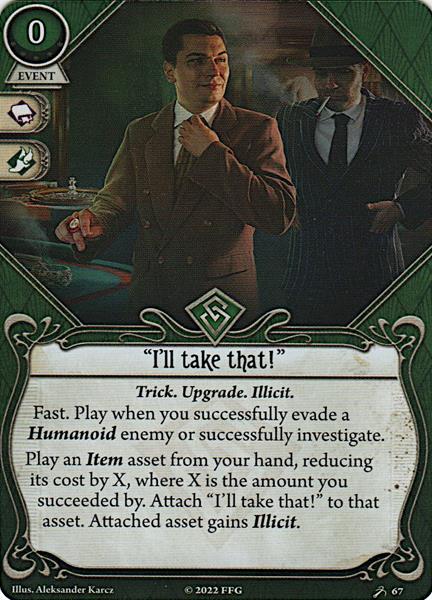 0
EVENT
“I'll take that!”
Trick. Upgrade. Illicit.
Fast. Play when you successfully evade a
Humanoid enemy or successfully investigate.
Play an Item asset from your hand, reducing
its cost by X, where X is the amount you
succeeded by. Attach “I'll take that!” to that
asset. Attached asset gains Illicit.
Illus. Aleksander Karcz © 2022 FFG 67